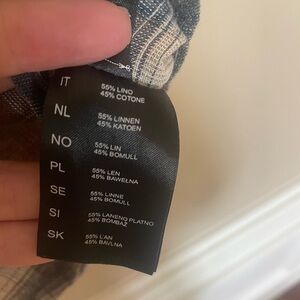 IT 55% LINO
45% COTONE
NL 55% LINNEN
45% KATOEN
NO 55% LIN
45% BOMULL
PL 55% LEN
45% BAWEŁNA
SE 55% LINNE
45% BOMULL
SI 55% LANENO PLATNO
45% BOMBAŽ
SK 55% ĽAN
45% BAVLNA